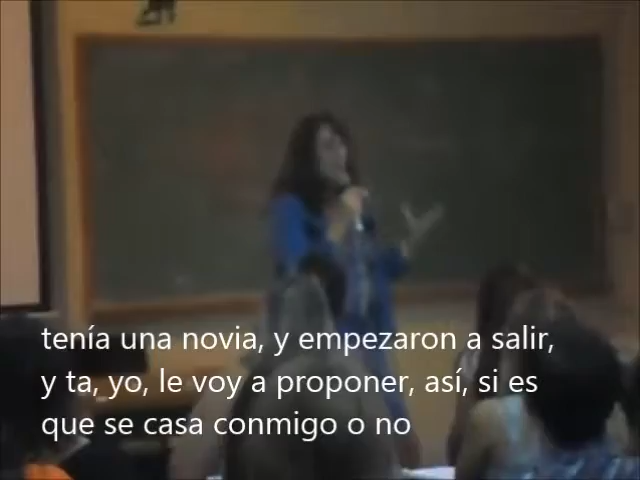 tenía una novia, y empezaron a salir,
y ta, yo, le voy a proponer, así, si es
que se casa conmigo o no